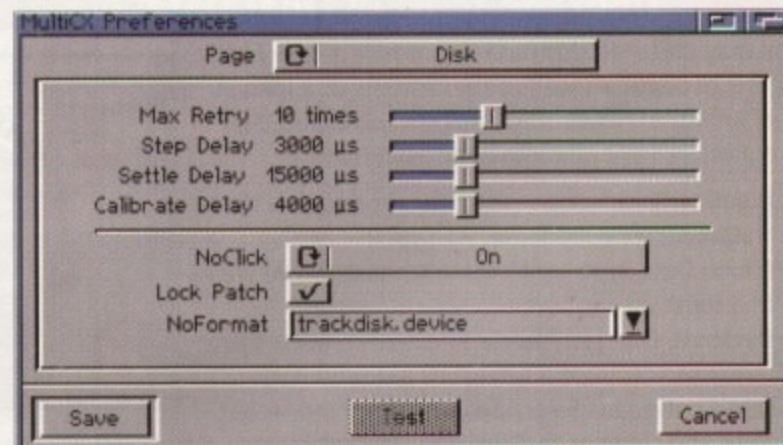 MultiCX Preferences
Page Disk
Max Retry 10 times
Step Delay 3000 µs
Settle Delay 15000 µs
Calibrate Delay 4000 µs
NoClick On
Lock Patch
NoFormat trackdisk.device
Save Test Cancel